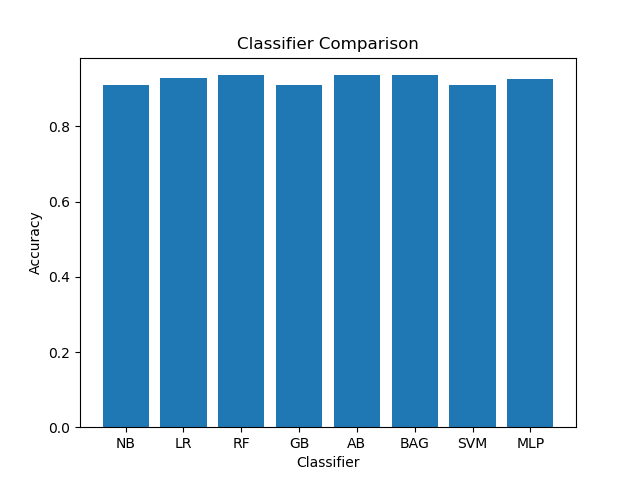 Classifier Comparison
Accuracy
0.8
0.6
0.4
0.2
0.0
NB LR RF GB AB BAG SVM MLP
Classifier